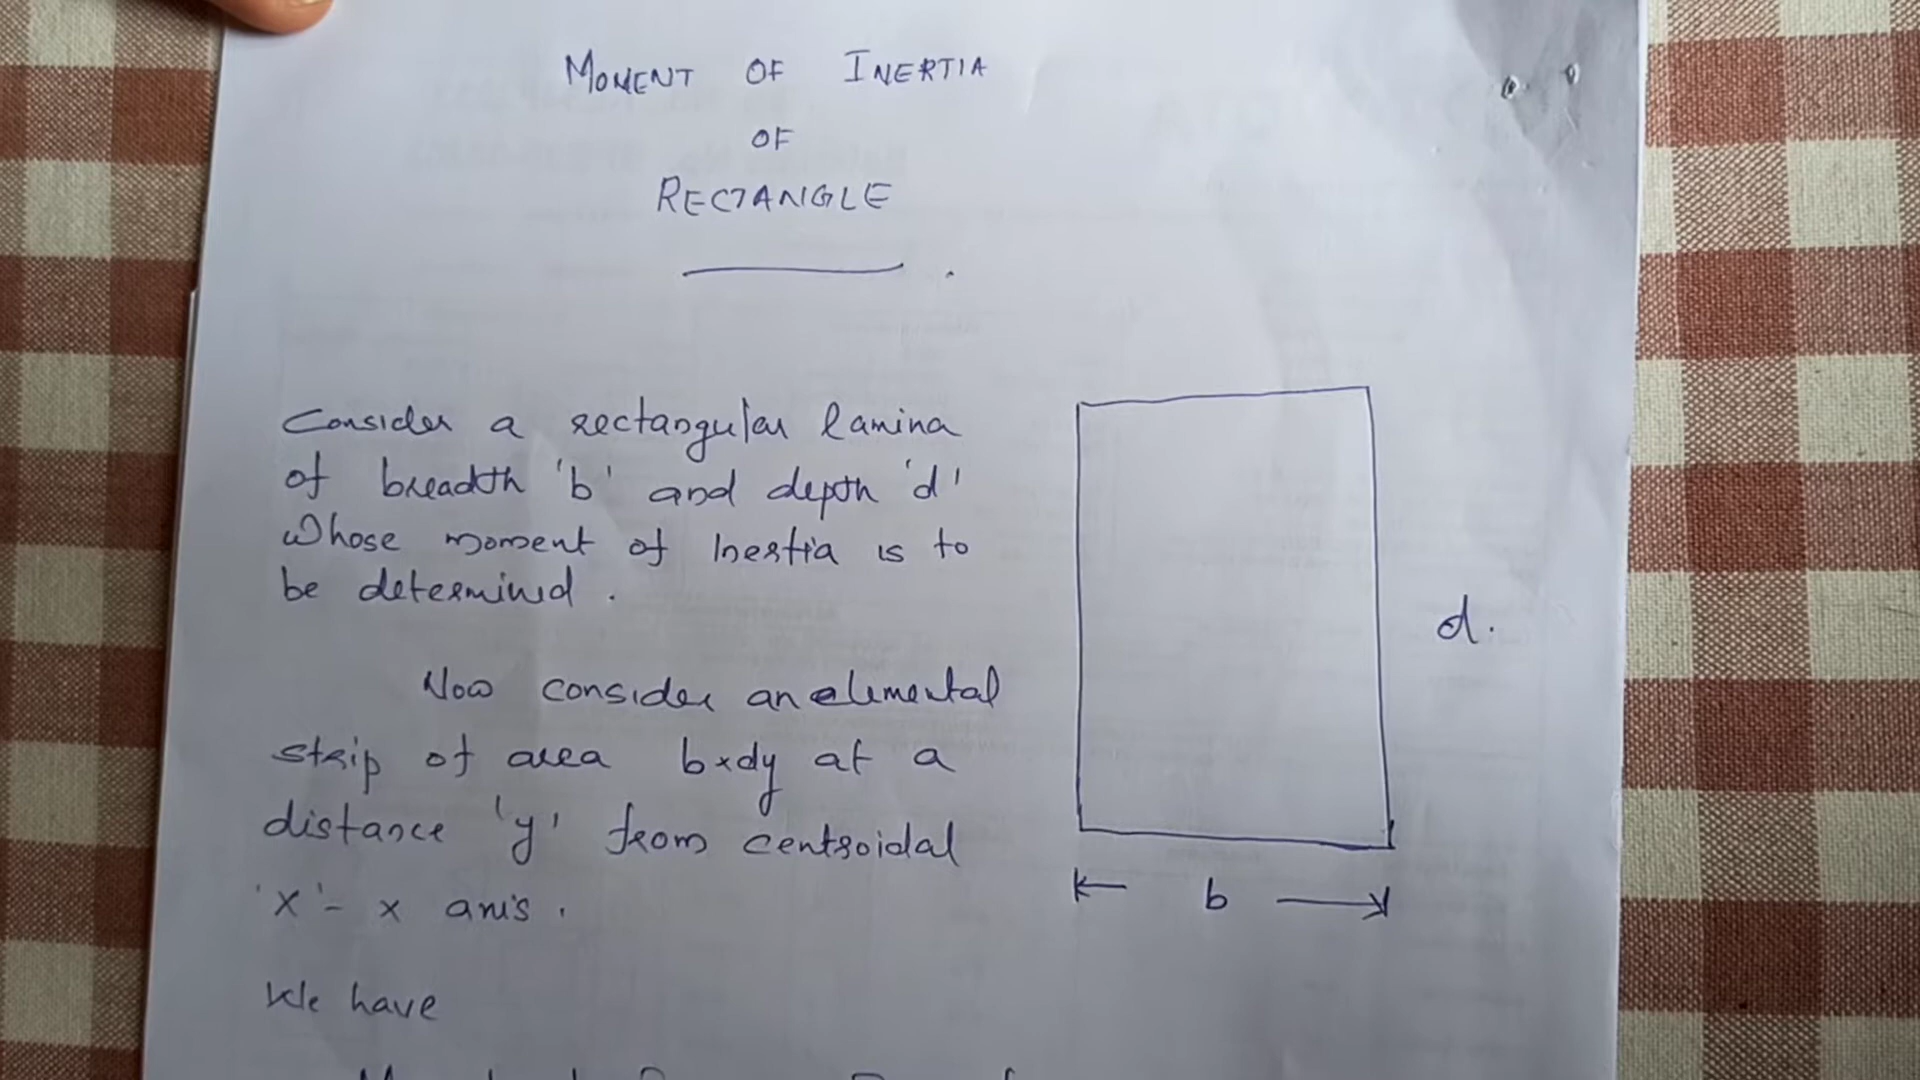 MOMENT OF INERTIA
OF
RECTANGLE
Consider a rectangular lamina
of breadth 'b' and depth 'd'
whose moment of Inertia is to
be determind.
Now consider an elemental
strip of area b×dy at a
distance 'y' from centroidal
'x'- x axis.
We have
d.
b